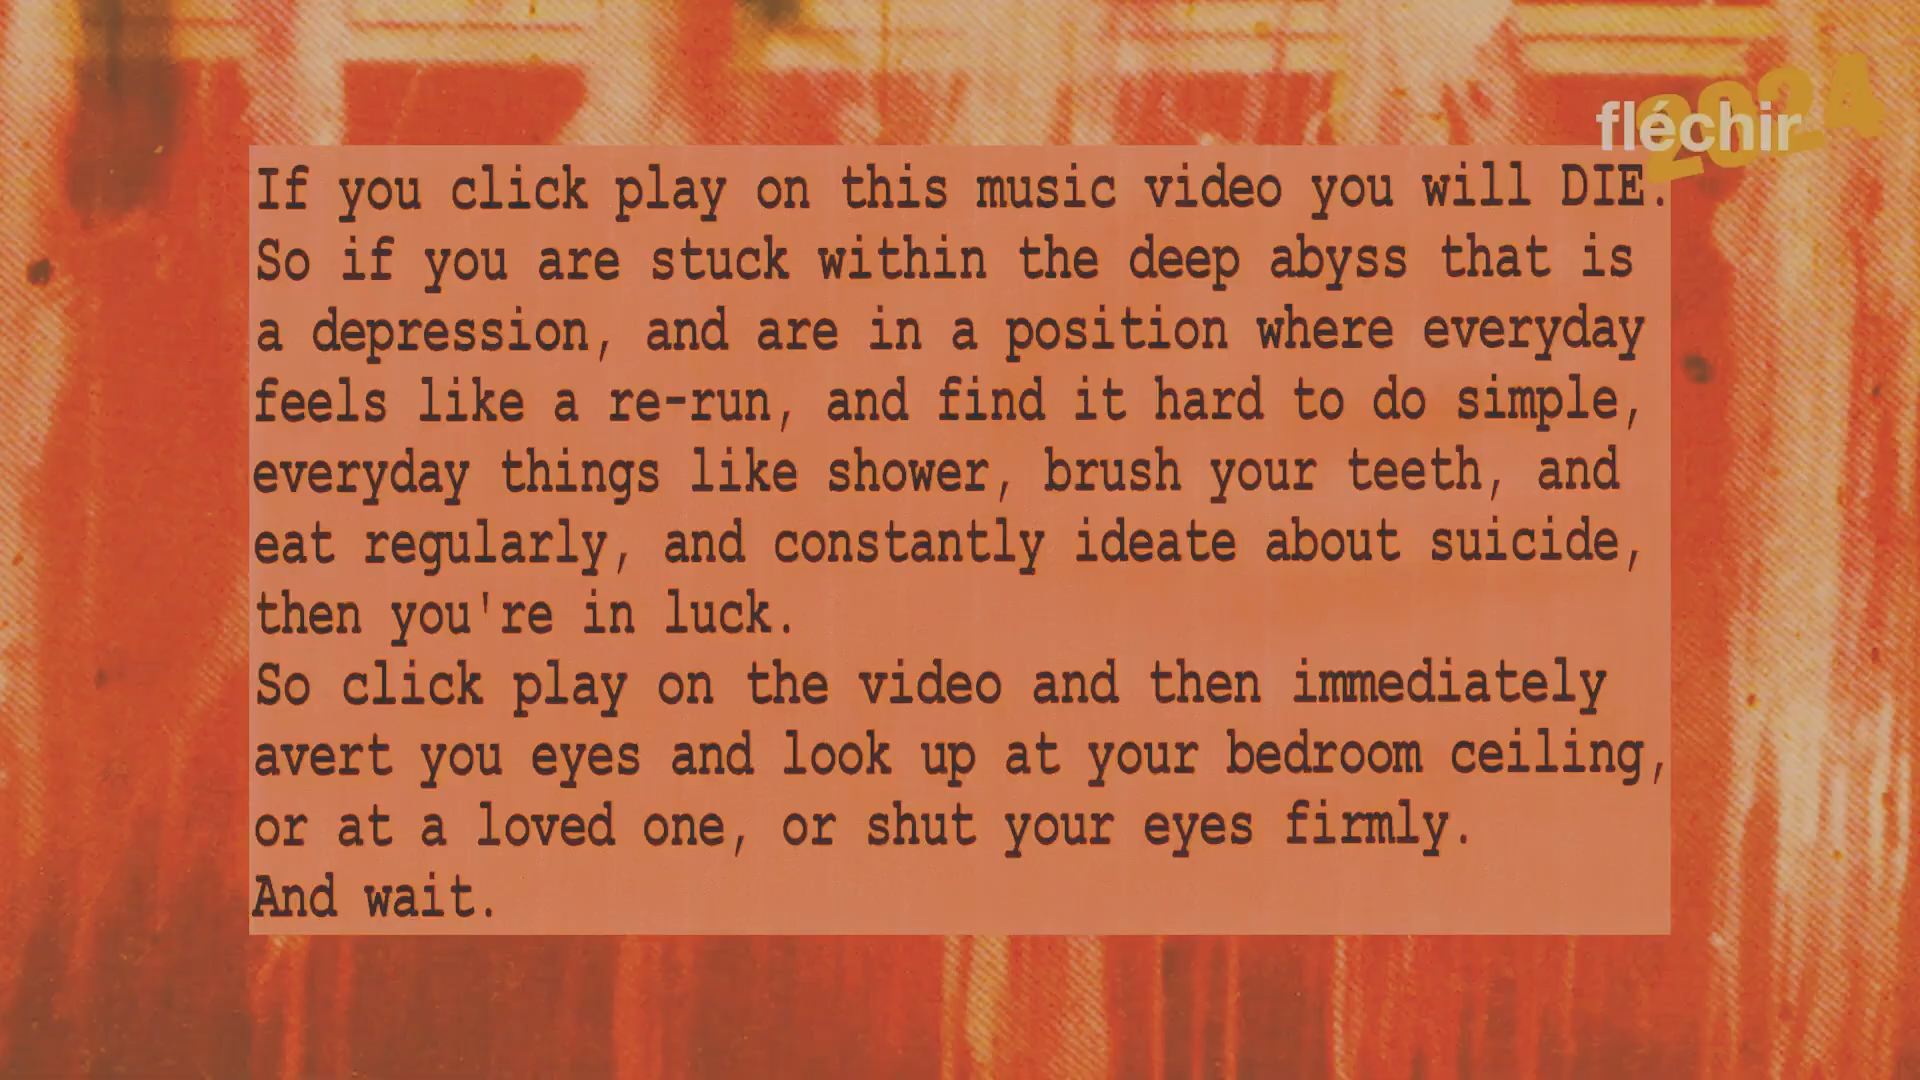 fléchir 2024
If you click play on this music video you will DIE.
So if you are stuck within the deep abyss that is
a depression, and are in a position where everyday
feels like a re-run, and find it hard to do simple,
everyday things like shower, brush your teeth, and
eat regularly, and constantly ideate about suicide,
then you're in luck.
So click play on the video and then immediately
avert you eyes and look up at your bedroom ceiling,
or at a loved one, or shut your eyes firmly.
And wait.